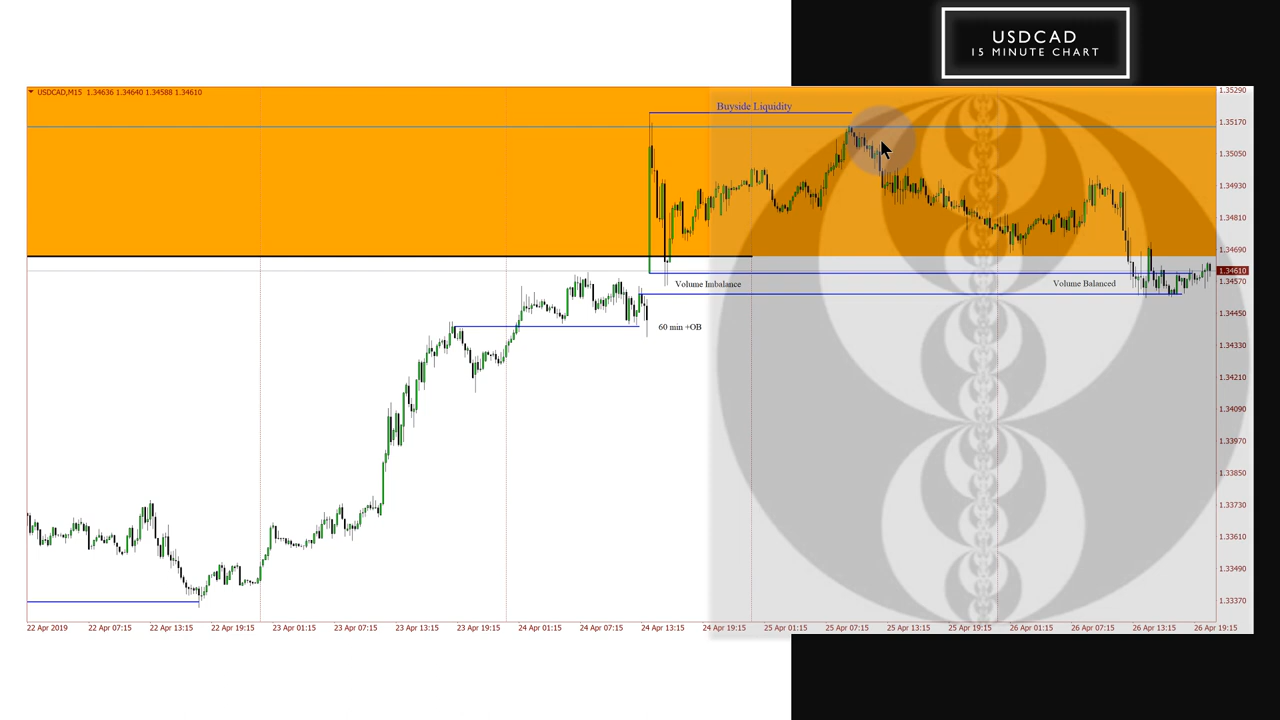 USDCAD
15 MINUTE CHART
USDCAD,M15 1.34636 1.34640 1.34588 1.34610
Buyside Liquidity
Volume Imbalance
Volume Balanced
60 min +OB
1.35290
1.35170
1.35050
1.34930
1.34810
1.34690
1.34610
1.34570
1.34450
1.34330
1.34210
1.34090
1.33970
1.33850
1.33730
1.33610
1.33490
1.33370
22 Apr 2019 22 Apr 07:15 22 Apr 13:15 22 Apr 19:15 23 Apr 01:15 23 Apr 07:15 23 Apr 13:15 23 Apr 19:15 24 Apr 01:15 24 Apr 07:15 24 Apr 13:15 24 Apr 19:15 25 Apr 01:15 25 Apr 07:15 25 Apr 13:15 25 Apr 19:15 26 Apr 01:15 26 Apr 07:15 26 Apr 13:15 26 Apr 19:15